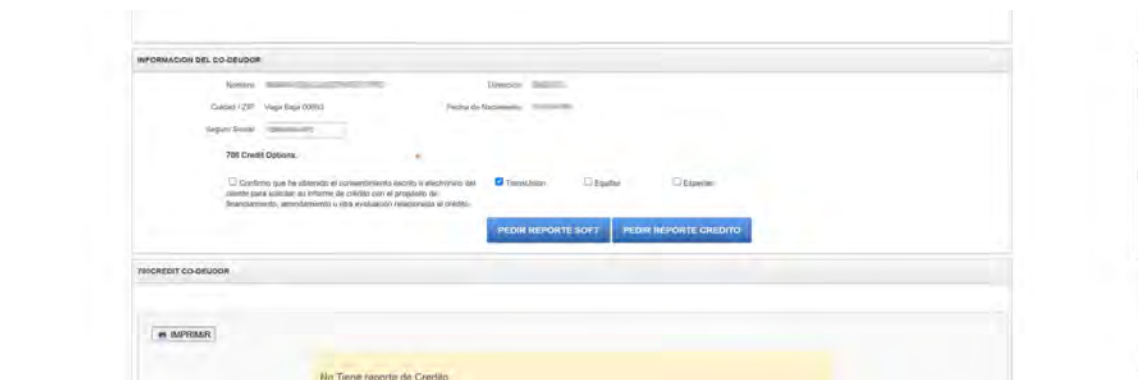 INFORMACION DEL CO-DEUDOR
Nombre Direccion
Cuidad / ZIP Vega Baja 00693 Fecha de Nacimiento
Seguro Social
700 Credit Options.
Confirmo que ha obtenido el consentimiento escrito o electrónico del TransUnion Equifax Experian
cliente para solicitar su informe de crédito con el propósito de
financiamiento, arrendamiento u otra evaluación relacionada al crédito.
PEDIR REPORTE SOFT PEDIR REPORTE CREDITO
700CREDIT CO-DEUDOR
IMPRIMIR
No Tiene reporte de Credito